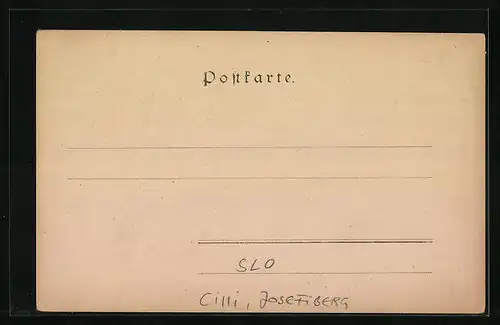 Postkarte.
SLO
Cilli, JOSEFiBERG